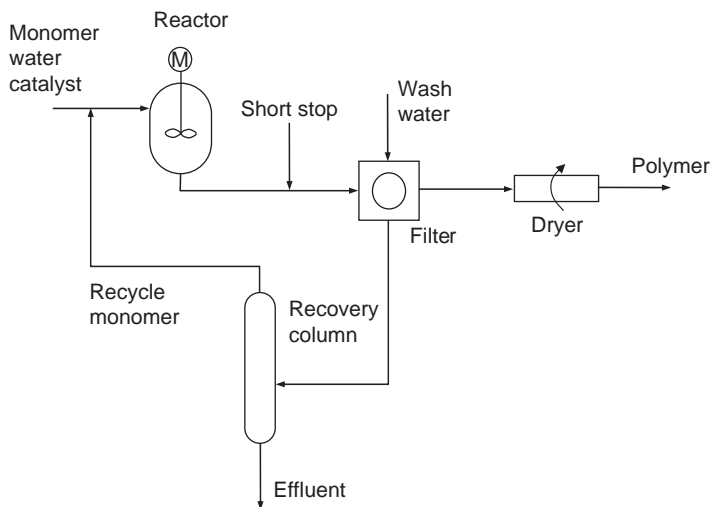 Monomer
water
catalyst
Reactor
M
Short stop
Wash
water
Filter
Dryer
Polymer
Recycle
monomer
Recovery
column
Effluent